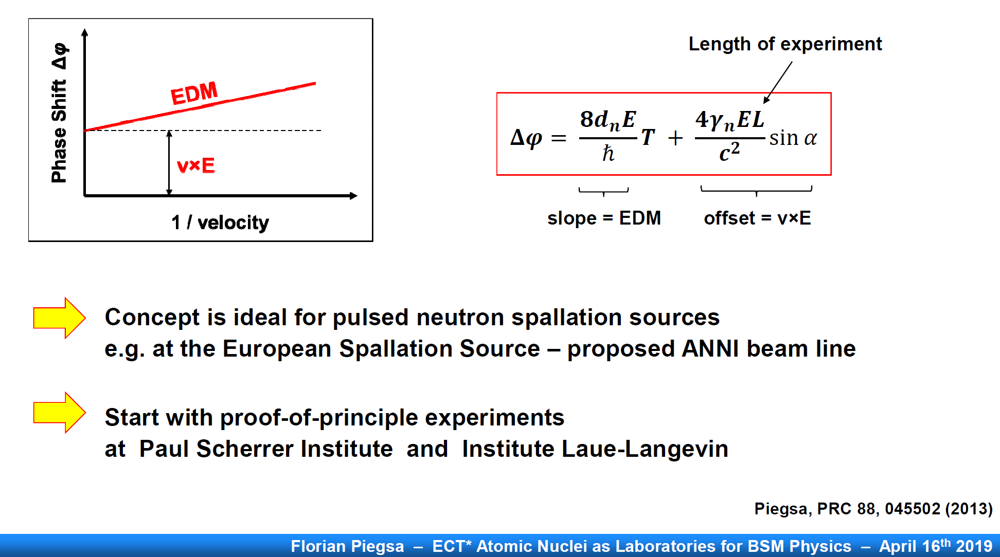 Phase Shift Δφ
EDM
v×E
1 / velocity
Length of experiment
Δφ = 8dₙE/ħ T + 4γₙEL/c² sin α
slope = EDM
offset = v×E
Concept is ideal for pulsed neutron spallation sources
e.g. at the European Spallation Source – proposed ANNI beam line
Start with proof-of-principle experiments
at Paul Scherrer Institute and Institute Laue-Langevin
Piegsa, PRC 88, 045502 (2013)
Florian Piegsa – ECT* Atomic Nuclei as Laboratories for BSM Physics – April 16th 2019